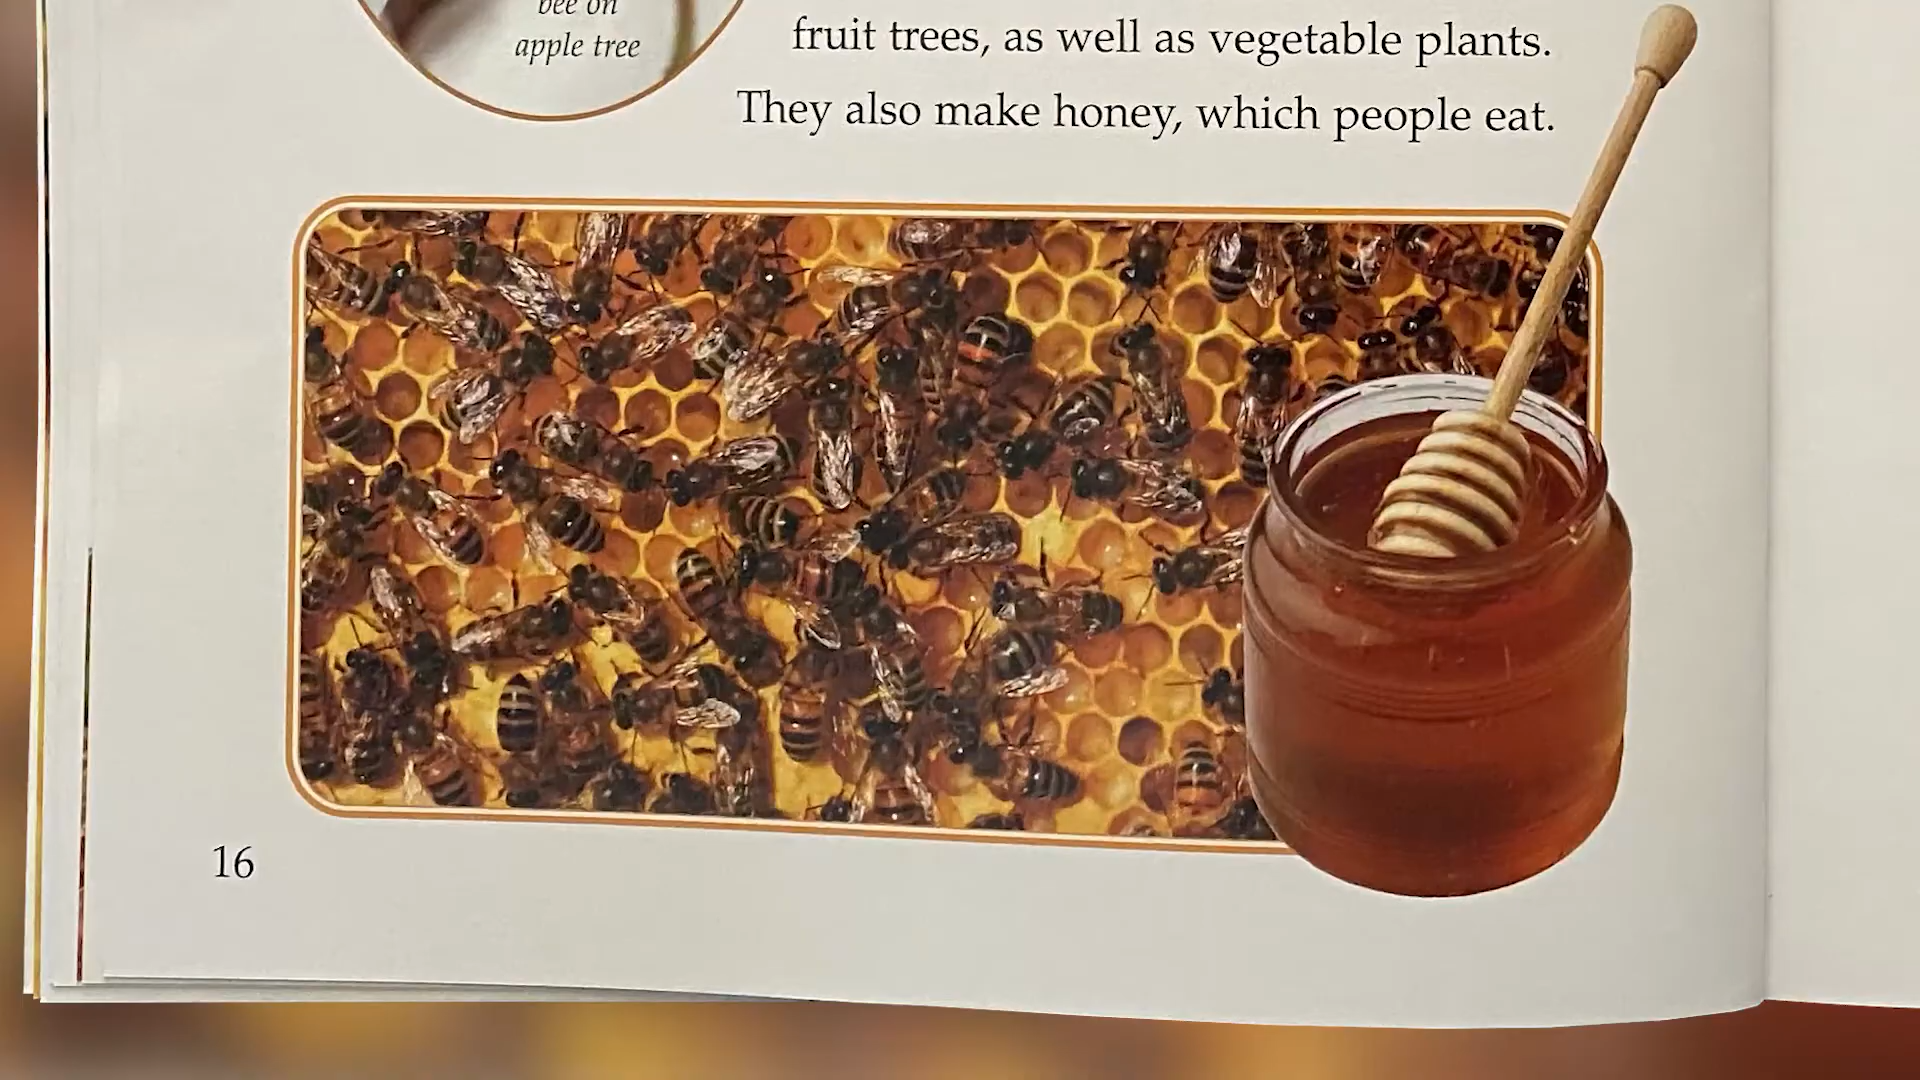 bee on
apple tree
fruit trees, as well as vegetable plants.
They also make honey, which people eat.
16